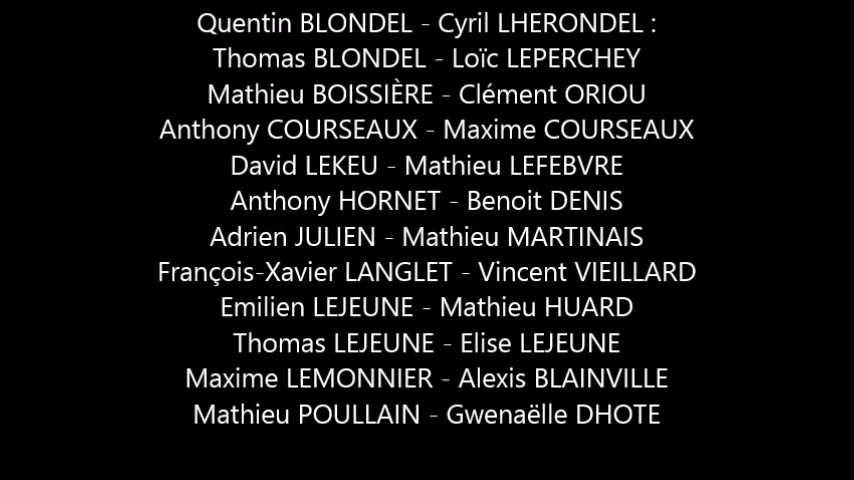 Quentin BLONDEL - Cyril LHERONDEL :
Thomas BLONDEL - Loïc LEPERCHEY
Mathieu BOISSIÈRE - Clément ORIOU
Anthony COURSEAUX - Maxime COURSEAUX
David LEKEU - Mathieu LEFEBVRE
Anthony HORNET - Benoit DENIS
Adrien JULIEN - Mathieu MARTINAIS
François-Xavier LANGLET - Vincent VIEILLARD
Emilien LEJEUNE - Mathieu HUARD
Thomas LEJEUNE - Elise LEJEUNE
Maxime LEMONNIER - Alexis BLAINVILLE
Mathieu POULLAIN - Gwenaëlle DHOTE